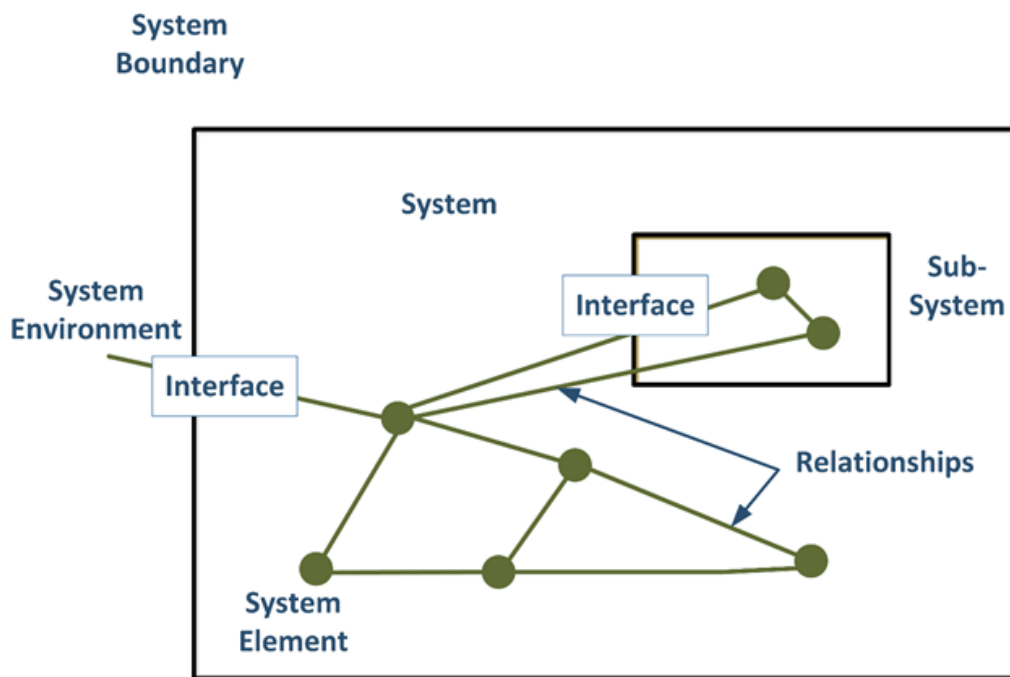 System
Boundary
System
Sub-
System
Interface
System
Environment
Interface
Relationships
System
Element